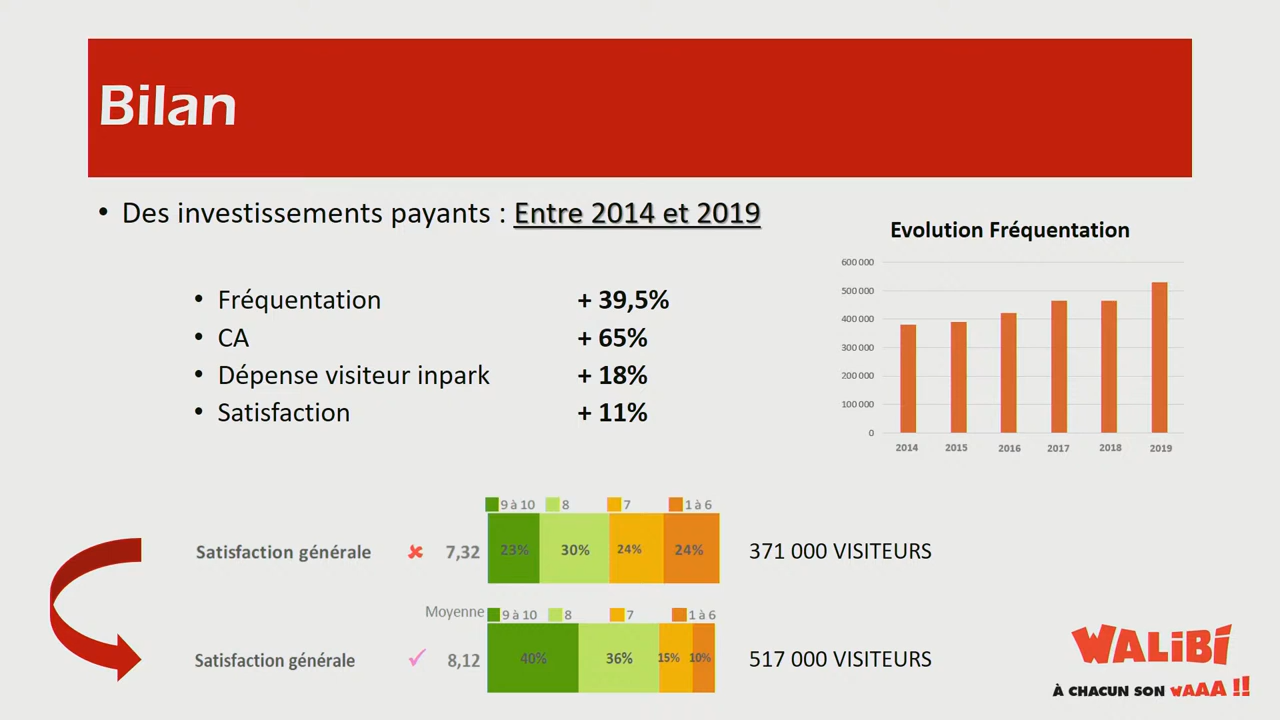 Bilan
• Des investissements payants : Entre 2014 et 2019
• Fréquentation + 39,5%
• CA + 65%
• Dépense visiteur inpark + 18%
• Satisfaction + 11%
Evolution Fréquentation
600 000
500 000
400 000
300 000
200 000
100 000
0
2014 2015 2016 2017 2018 2019
9 à 10 8 7 1 à 6
Satisfaction générale ✘ 7,32 23% 30% 24% 24% 371 000 VISITEURS
Moyenne 9 à 10 8 7 1 à 6
Satisfaction générale ✓ 8,12 40% 36% 15% 10% 517 000 VISITEURS
WALiBi
À CHACUN SON WAAA !!